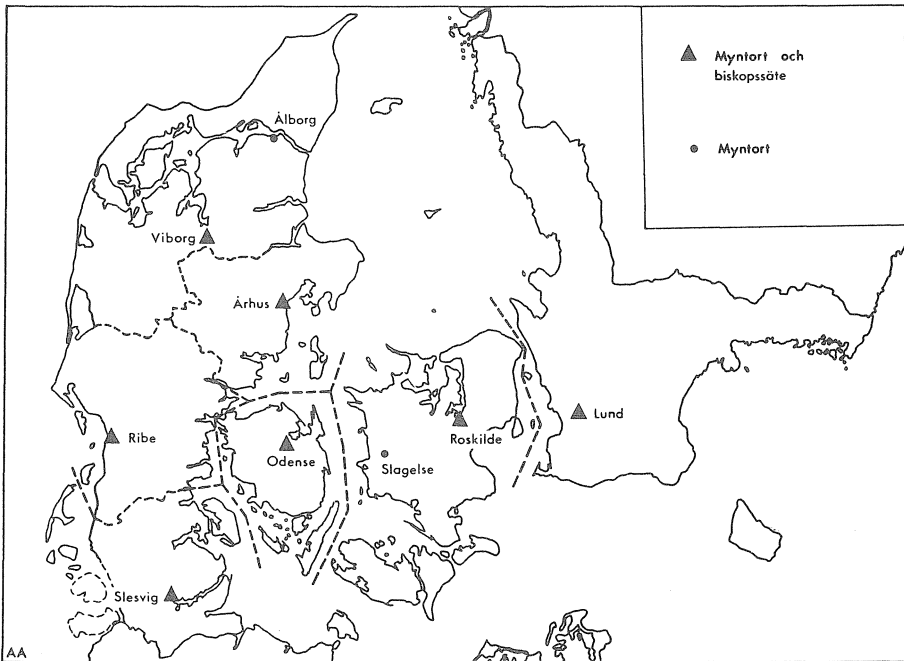 Myntort och
biskopssäte
Myntort
Ålborg
Viborg
Århus
Ribe
Odense
Slagelse
Roskilde
Lund
Slesvig
AA